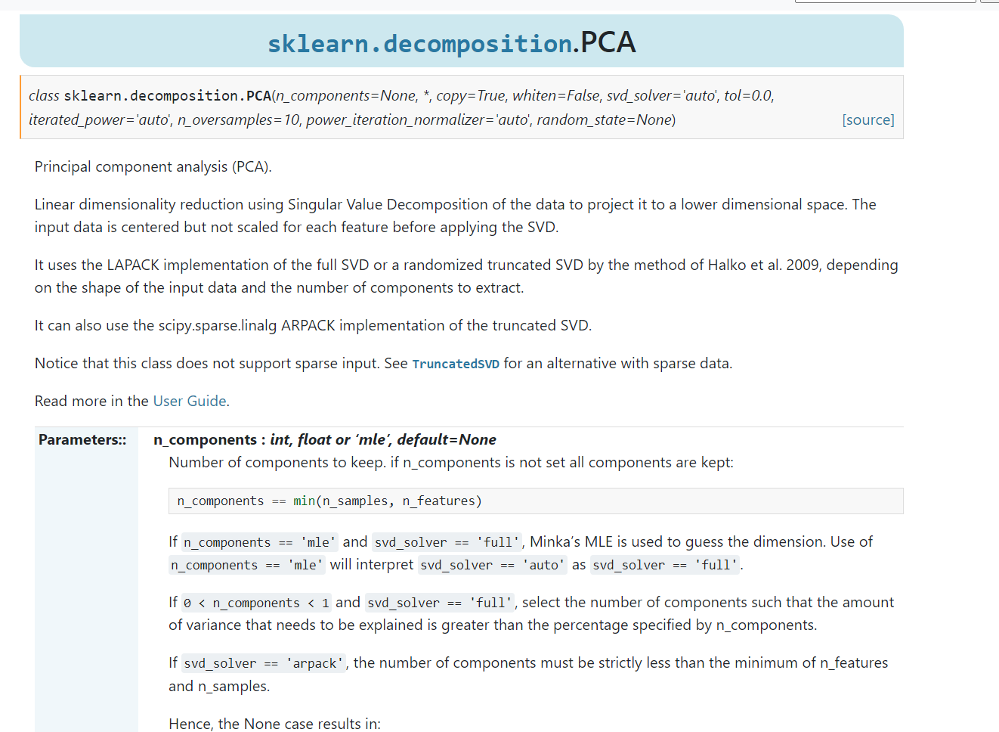 sklearn.decomposition.PCA
class sklearn.decomposition.PCA(n_components=None, *, copy=True, whiten=False, svd_solver='auto', tol=0.0,
iterated_power='auto', n_oversamples=10, power_iteration_normalizer='auto', random_state=None) [source]
Principal component analysis (PCA).
Linear dimensionality reduction using Singular Value Decomposition of the data to project it to a lower dimensional space. The
input data is centered but not scaled for each feature before applying the SVD.
It uses the LAPACK implementation of the full SVD or a randomized truncated SVD by the method of Halko et al. 2009, depending
on the shape of the input data and the number of components to extract.
It can also use the scipy.sparse.linalg ARPACK implementation of the truncated SVD.
Notice that this class does not support sparse input. See TruncatedSVD for an alternative with sparse data.
Read more in the User Guide.
Parameters:: n_components : int, float or ‘mle’, default=None
Number of components to keep. if n_components is not set all components are kept:
n_components == min(n_samples, n_features)
If n_components == 'mle' and svd_solver == 'full', Minka’s MLE is used to guess the dimension. Use of
n_components == 'mle' will interpret svd_solver == 'auto' as svd_solver == 'full'.
If 0 < n_components < 1 and svd_solver == 'full', select the number of components such that the amount
of variance that needs to be explained is greater than the percentage specified by n_components.
If svd_solver == 'arpack', the number of components must be strictly less than the minimum of n_features
and n_samples.
Hence, the None case results in: